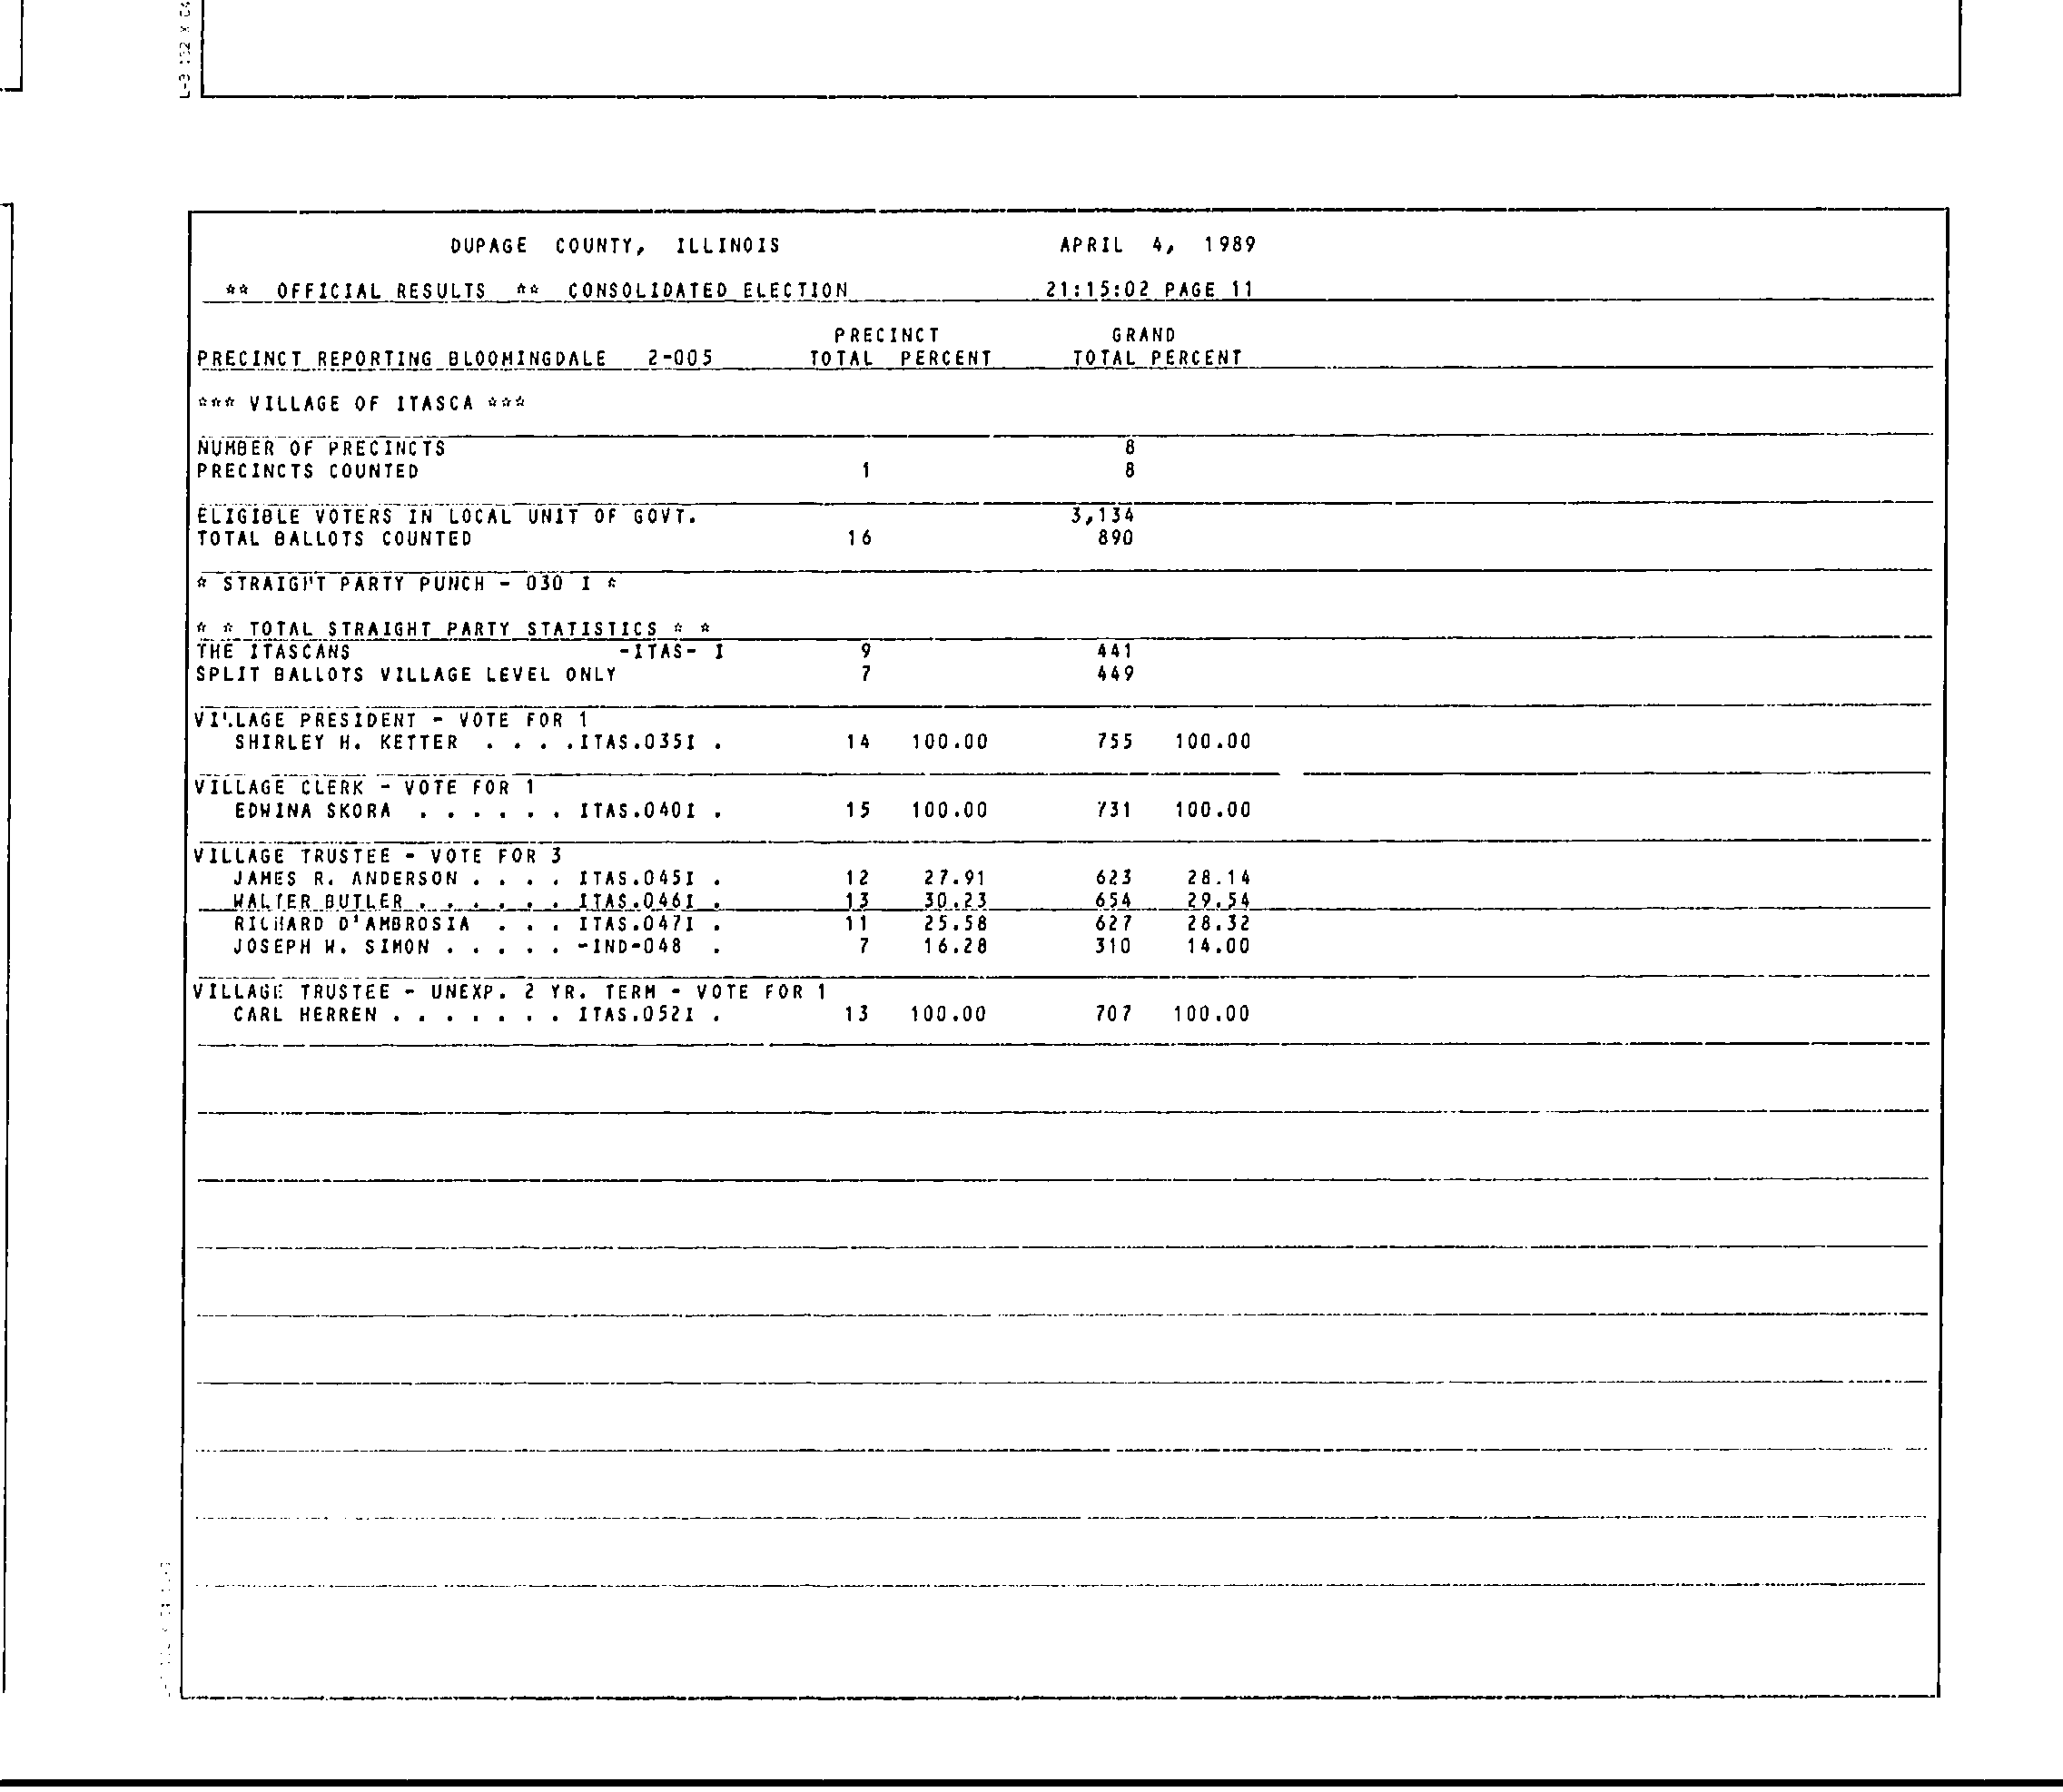 DUPAGE COUNTY, ILLINOIS APRIL 4, 1989
** OFFICIAL RESULTS ** CONSOLIDATED ELECTION 21:15:02 PAGE 11
PRECINCT GRAND
PRECINCT REPORTING BLOOMINGDALE 2-005 TOTAL PERCENT TOTAL PERCENT
*** VILLAGE OF ITASCA ***
NUMBER OF PRECINCTS 8
PRECINCTS COUNTED 1 8
ELIGIBLE VOTERS IN LOCAL UNIT OF GOVT. 3,134
TOTAL BALLOTS COUNTED 16 890
* STRAIGHT PARTY PUNCH - 030 I *
* * TOTAL STRAIGHT PARTY STATISTICS * *
THE ITASCANS -ITAS- I 9 441
SPLIT BALLOTS VILLAGE LEVEL ONLY 7 449
VILLAGE PRESIDENT - VOTE FOR 1
SHIRLEY H. KETTER . . . .ITAS.035I . 14 100.00 755 100.00
VILLAGE CLERK - VOTE FOR 1
EDWINA SKORA . . . . . . ITAS.040I . 15 100.00 731 100.00
VILLAGE TRUSTEE - VOTE FOR 3
JAMES R. ANDERSON . . . . ITAS.045I . 12 27.91 623 28.14
WALTER BUTLER . . . . . . ITAS.046I . 13 30.23 654 29.54
RICHARD D'AMBROSIA . . . ITAS.047I . 11 25.58 627 28.32
JOSEPH W. SIMON . . . . . -IND-048 . 7 16.28 310 14.00
VILLAGE TRUSTEE - UNEXP. 2 YR. TERM - VOTE FOR 1
CARL HERREN . . . . . . . ITAS.052I . 13 100.00 707 100.00